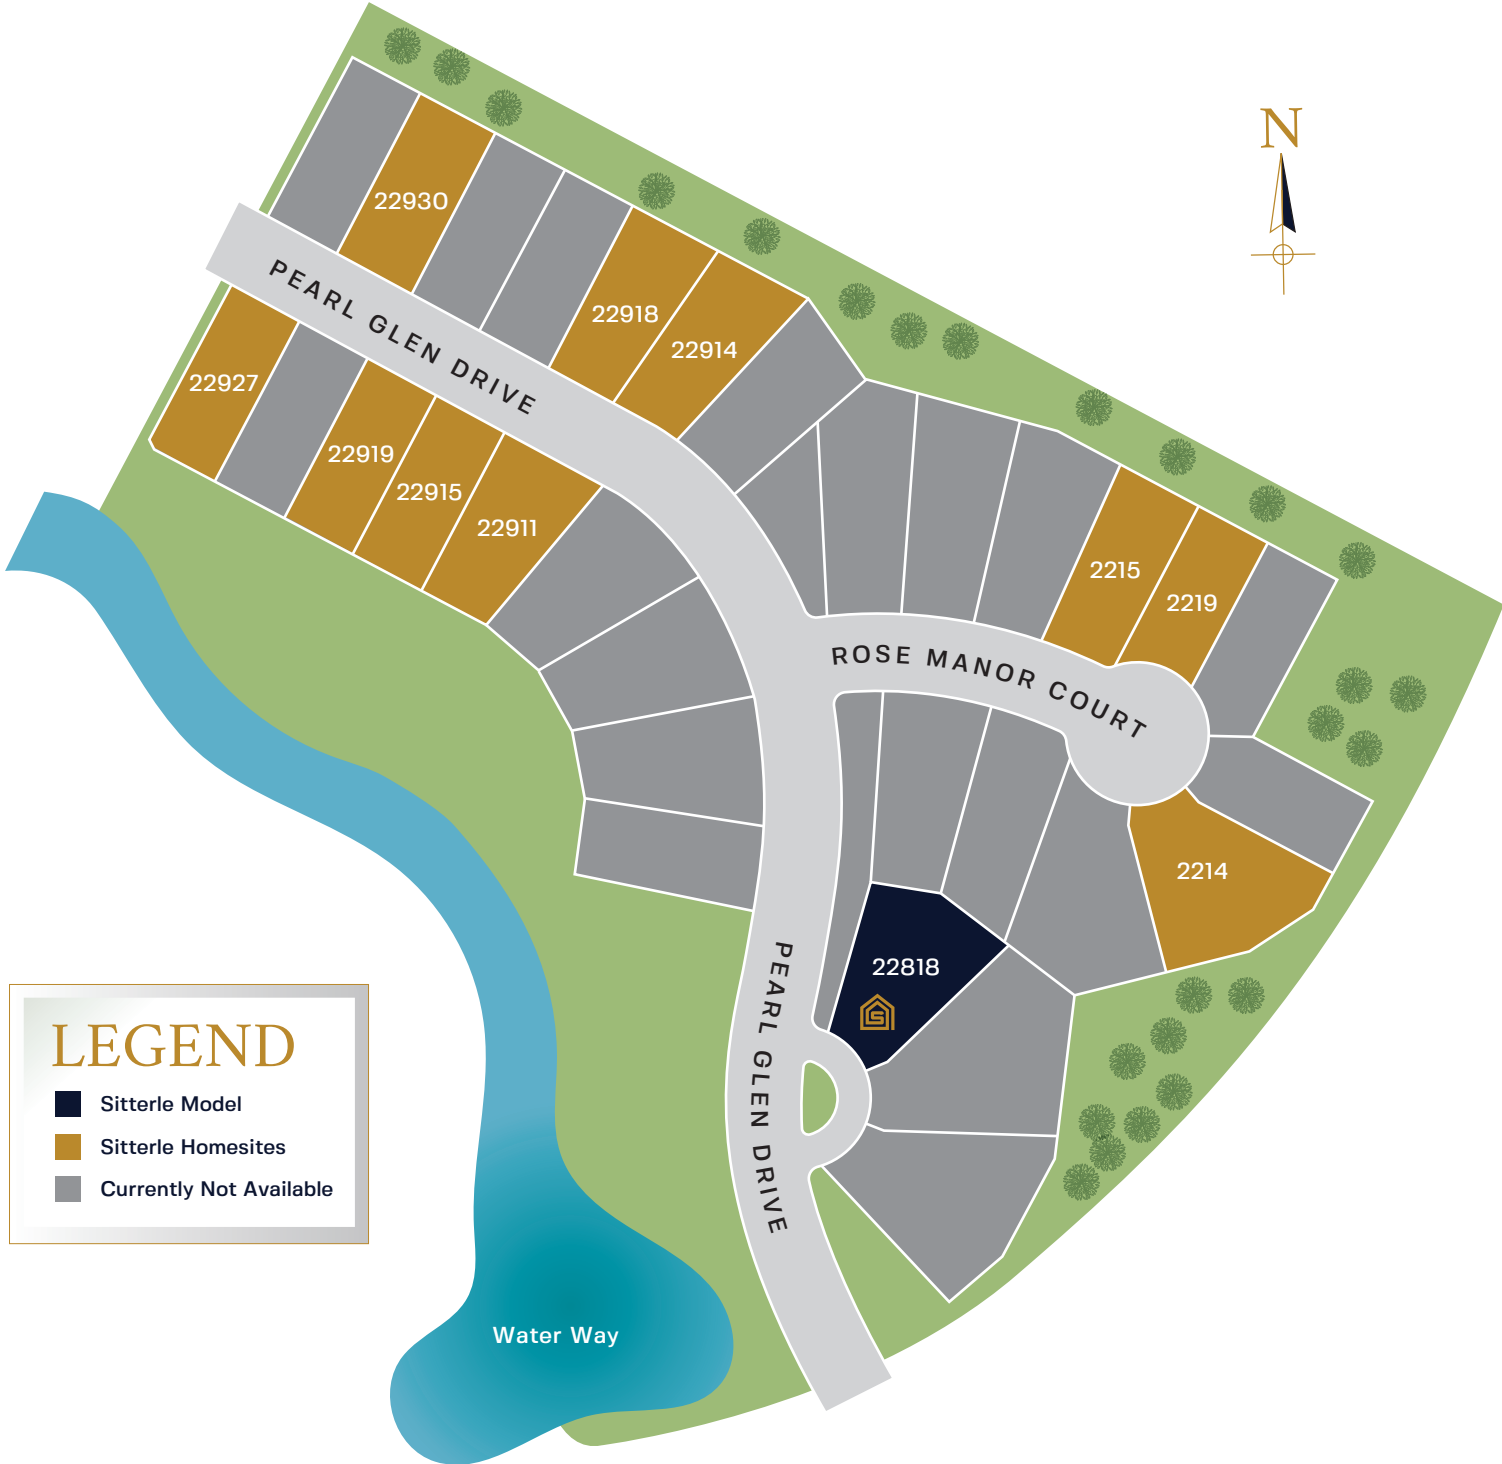 N
22930
PEARL GLEN DRIVE
22918
22914
22927
22919
22915
22911
2215
2219
ROSE MANOR COURT
2214
22818
PEARL GLEN DRIVE
LEGEND
Sitterle Model
Sitterle Homesites
Currently Not Available
Water Way